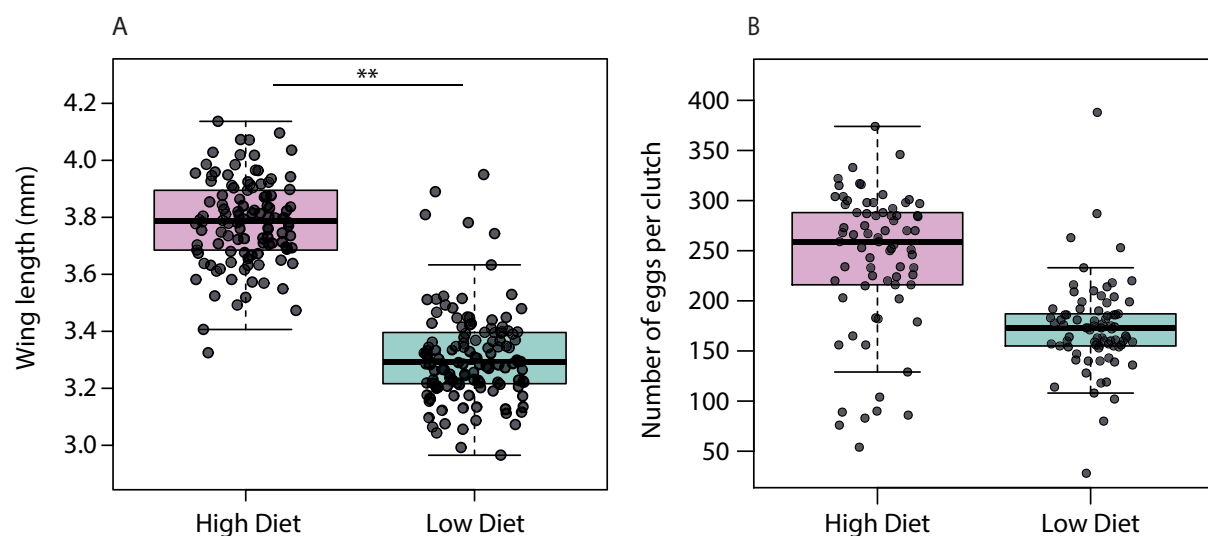 A
Wing length (mm)
4.2
4.0
3.8
3.6
3.4
3.2
3.0
**
High Diet
Low Diet
B
Number of eggs per clutch
400
350
300
250
200
150
100
50
High Diet
Low Diet